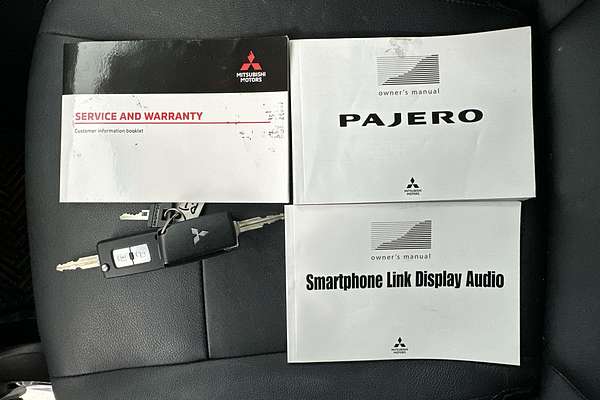 MITSUBISHI
MOTORS
SERVICE AND WARRANTY
Customer information booklet
owner's manual
PAJERO
MITSUBISHI
MOTORS
owner's manual
Smartphone Link Display Audio
MITSUBISHI
MOTORS